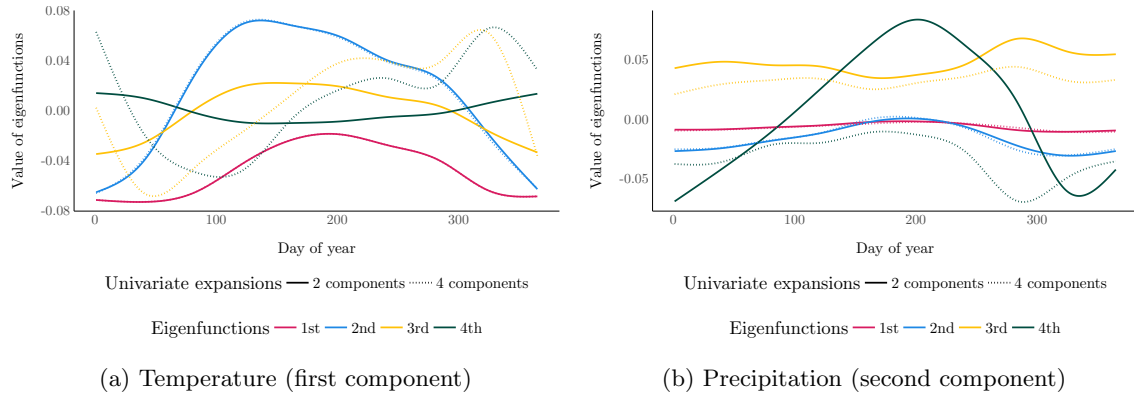 Value of eigenfunctions
0.08
0.04
0.00
-0.04
-0.08
0 100 200 300
Day of year
Univariate expansions 2 components 4 components
Eigenfunctions 1st 2nd 3rd 4th
(a) Temperature (first component)
Value of eigenfunctions
0.05
0.00
-0.05
0 100 200 300
Day of year
Univariate expansions 2 components 4 components
Eigenfunctions 1st 2nd 3rd 4th
(b) Precipitation (second component)